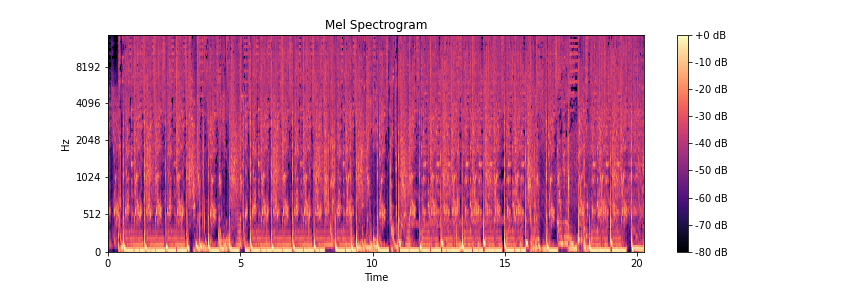 Mel Spectrogram
8192
4096
2048
1024
512
0
Hz
0
10
15
20
Time
+0 dB
-10 dB
-20 dB
-30 dB
-40 dB
-50 dB
-60 dB
-70 dB
-80 dB